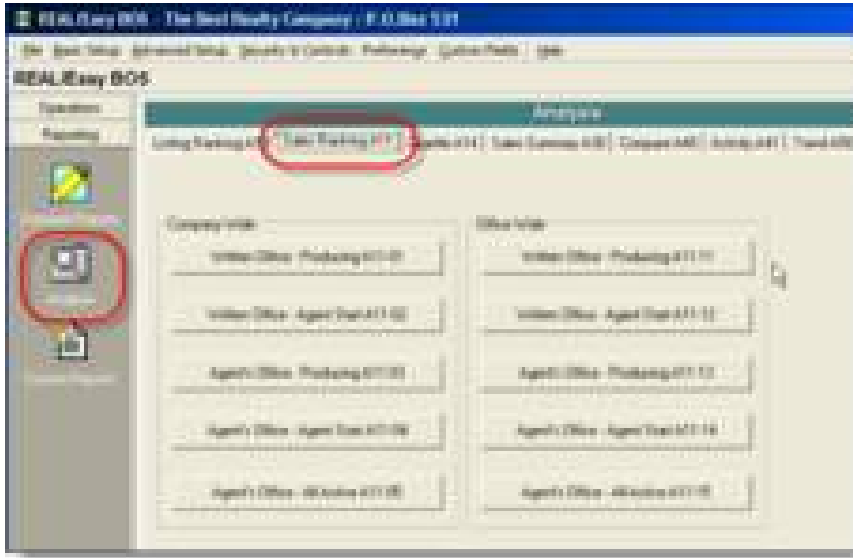 REAL/Easy BOS - The Best Realty Company - P.O.Box 531
File Basic Setup Advanced Setup Security & Controls Preference Custom Fields Help
REAL/Easy BOS
Operations
Reporting
Analysis
Listing Ranking Sales Ranking A11 A14 Sales Summary A30 Compare A40 Activity A41 Trend
Company Wide
Office Wide
Written Office - Producing A11-01
Written Office - Producing A11-11
Written Office - Agent Start A11-02
Written Office - Agent Start A11-12
Agent's Office - Producing A11-03
Agent's Office - Producing A11-13
Agent's Office - Agent Start A11-04
Agent's Office - Agent Start A11-14
Agent's Office - All Active A11-05
Agent's Office - All Active A11-15